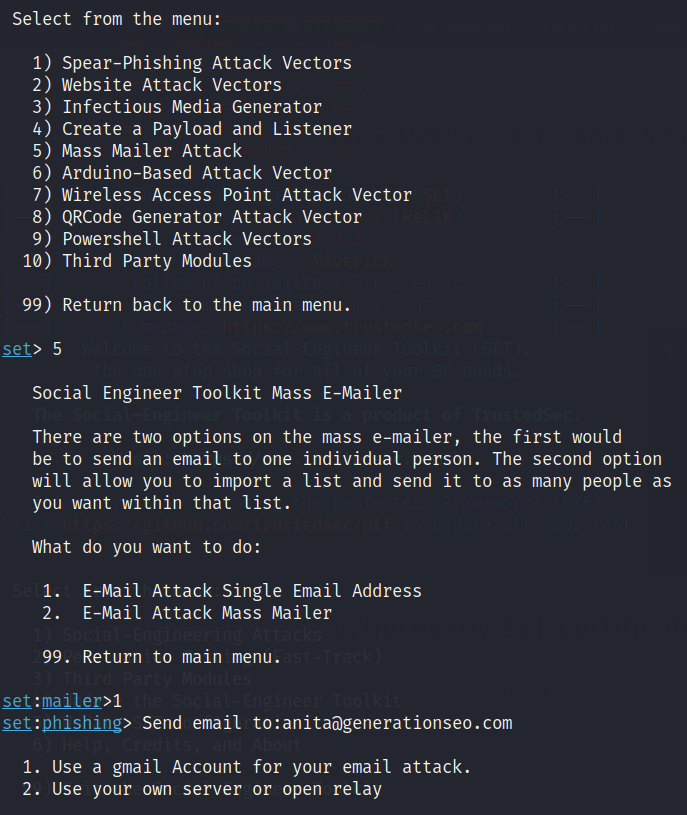 Select from the menu:
1) Spear-Phishing Attack Vectors
2) Website Attack Vectors
3) Infectious Media Generator
4) Create a Payload and Listener
5) Mass Mailer Attack
6) Arduino-Based Attack Vector
7) Wireless Access Point Attack Vector
8) QRCode Generator Attack Vector
9) Powershell Attack Vectors
10) Third Party Modules
99) Return back to the main menu.
set> 5
Social Engineer Toolkit Mass E-Mailer
There are two options on the mass e-mailer, the first would
be to send an email to one individual person. The second option
will allow you to import a list and send it to as many people as
you want within that list.
What do you want to do:
1. E-Mail Attack Single Email Address
2. E-Mail Attack Mass Mailer
99. Return to main menu.
set:mailer>1
set:phishing> Send email to:anita@generationseo.com
1. Use a gmail Account for your email attack.
2. Use your own server or open relay